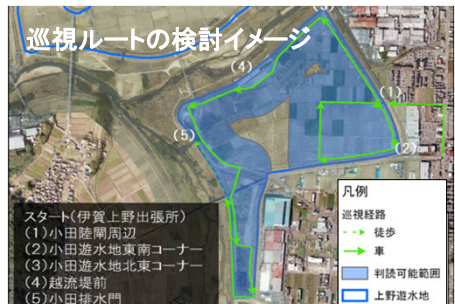 巡視ルートの検討イメージ
(3)
(4)
(1)
(5)
(2)
スタート(伊賀上野出張所)
(1)小田陸閘周辺
(2)小田遊水地東南コーナー
(3)小田遊水地北東コーナー
(4)越流堤前
(5)小田排水門
凡例
巡視経路
徒歩
車
判読可能範囲
上野遊水地